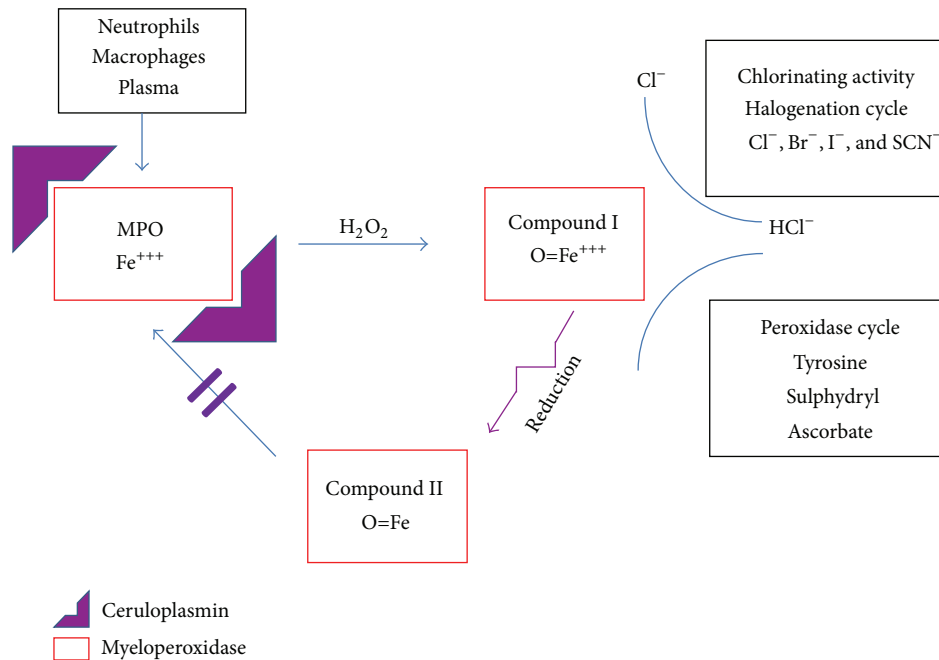 Neutrophils
Macrophages
Plasma
MPO
Fe⁺⁺⁺
H₂O₂
Compound I
O=Fe⁺⁺⁺
Cl⁻
Chlorinating activity
Halogenation cycle
Cl⁻, Br⁻, I⁻, and SCN⁻
HCl⁻
Peroxidase cycle
Tyrosine
Sulphydryl
Ascorbate
Reduction
Compound II
O=Fe
Ceruloplasmin
Myeloperoxidase